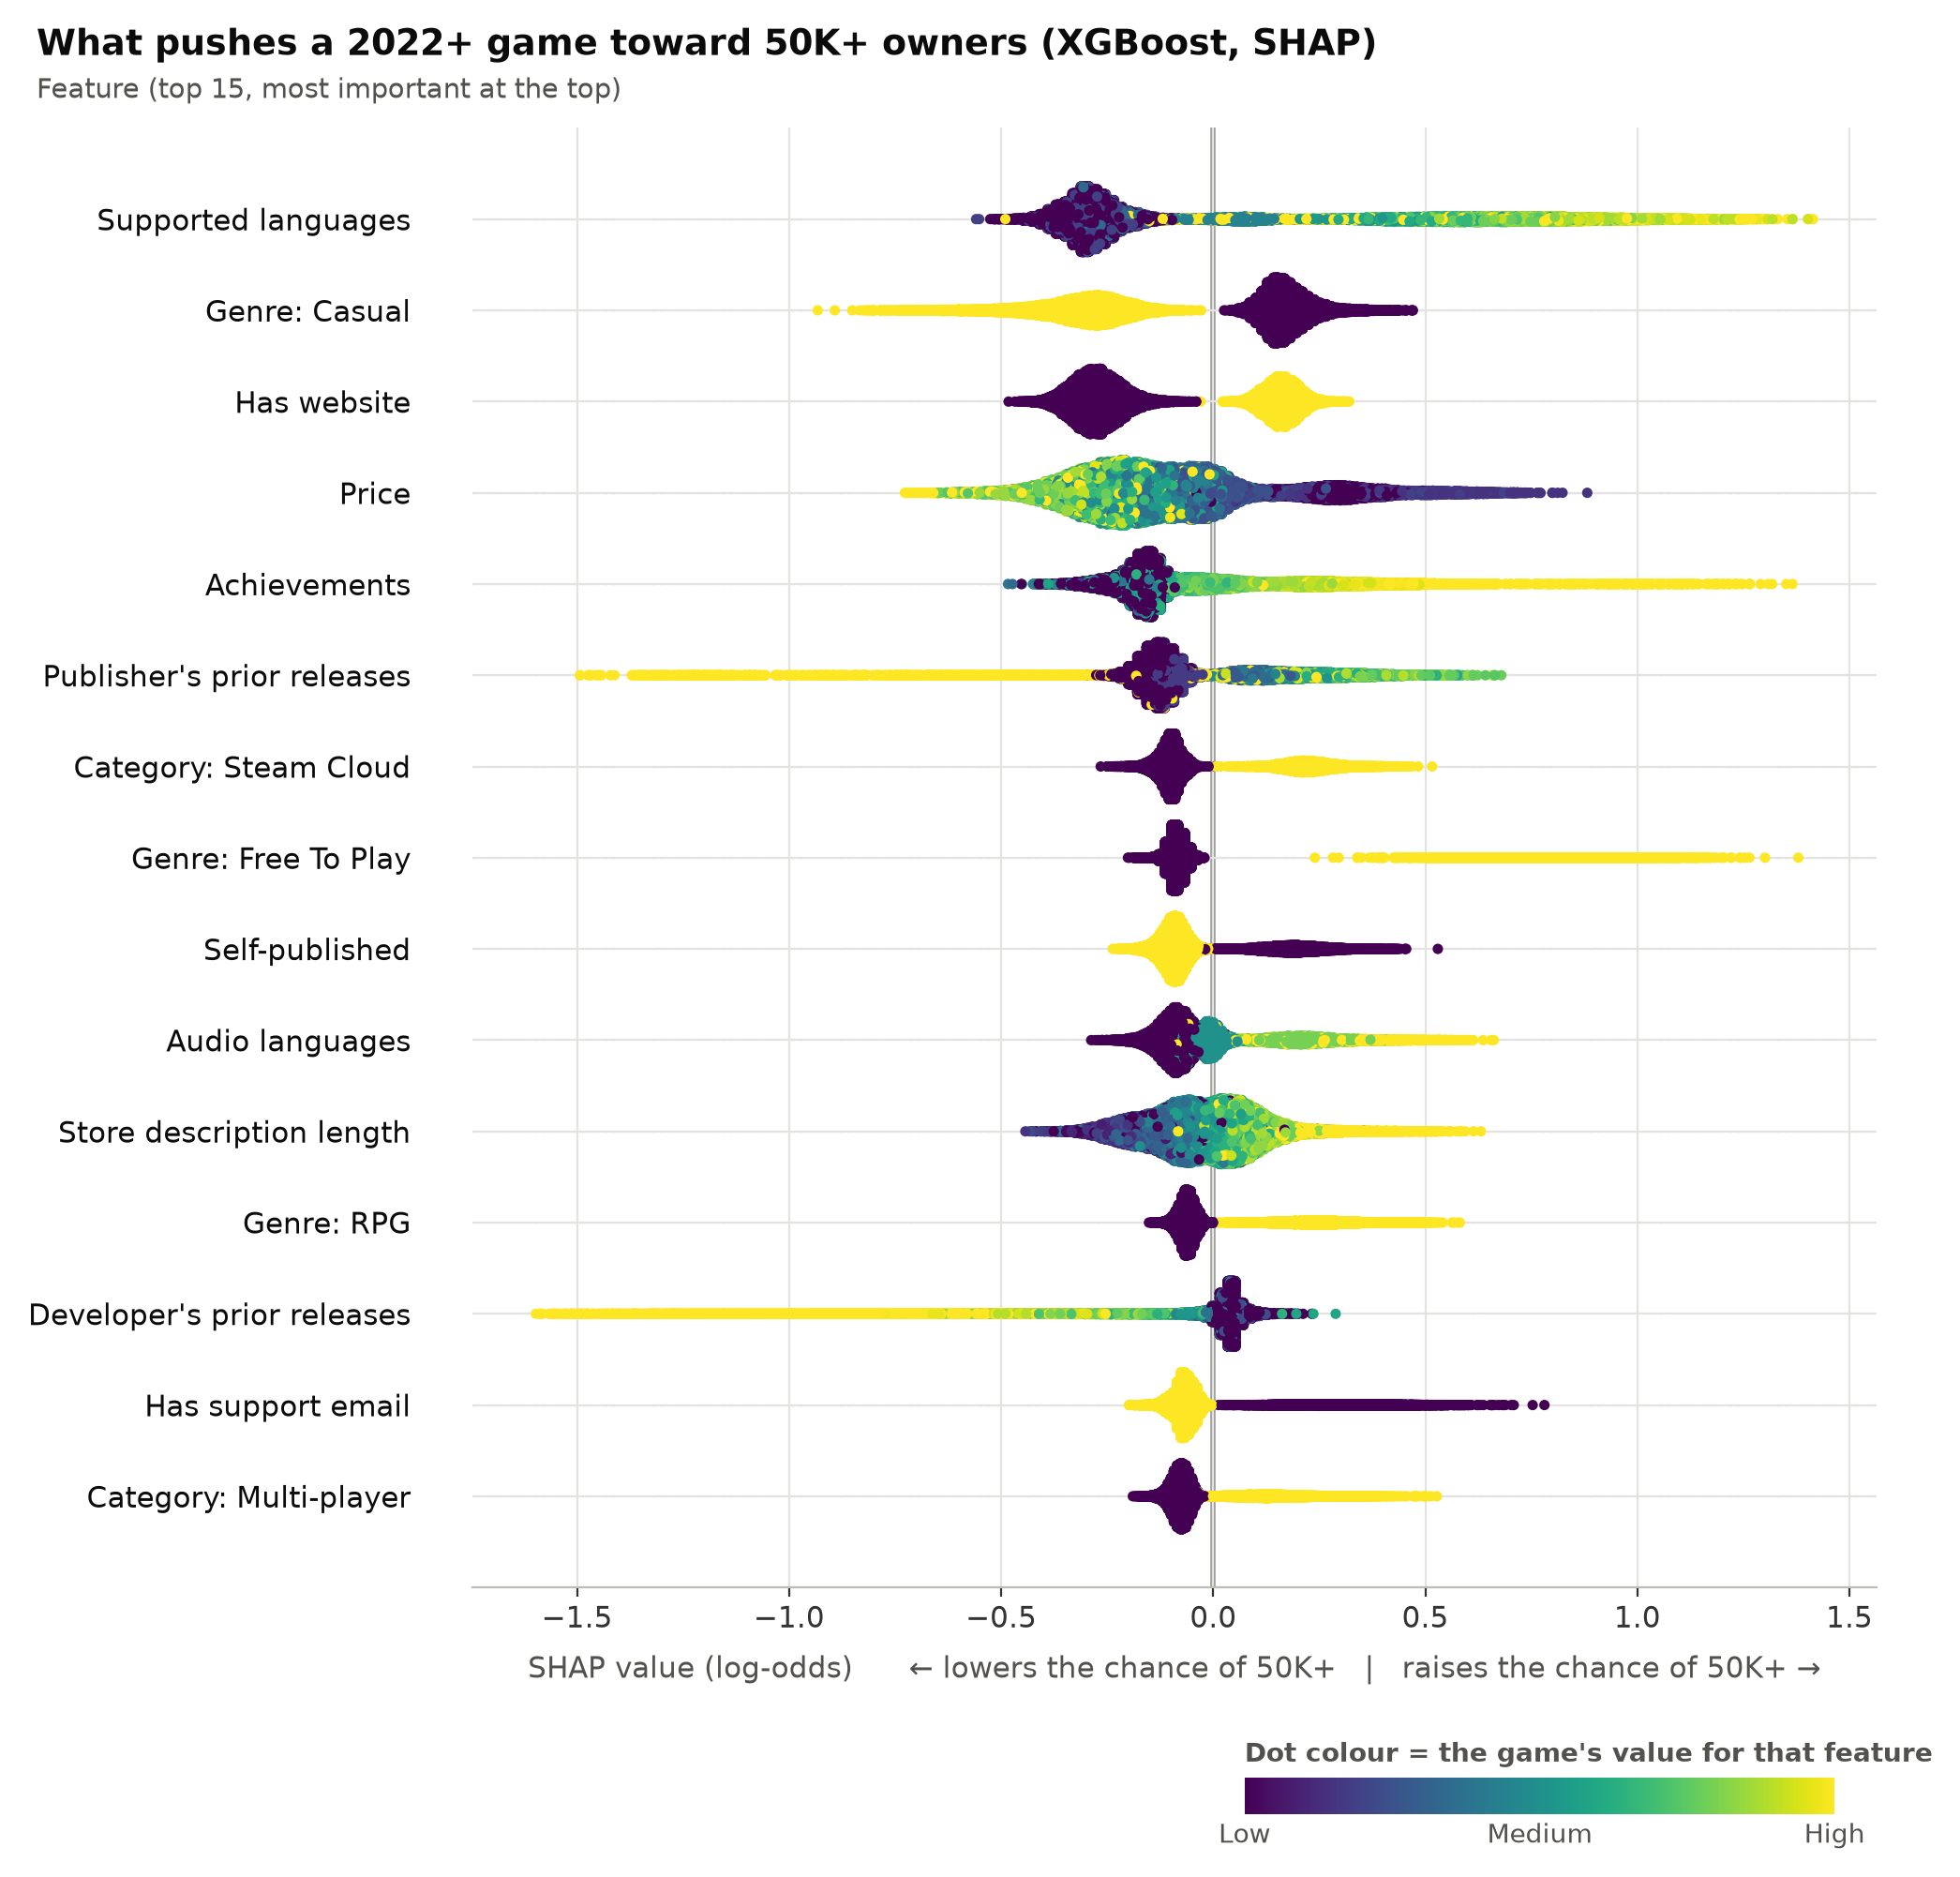 What pushes a 2022+ game toward 50K+ owners (XGBoost, SHAP)
Feature (top 15, most important at the top)
Supported languages
Genre: Casual
Has website
Price
Achievements
Publisher's prior releases
Category: Steam Cloud
Genre: Free To Play
Self-published
Audio languages
Store description length
Genre: RPG
Developer's prior releases
Has support email
Category: Multi-player
−1.5 −1.0 −0.5 0.0 0.5 1.0 1.5
SHAP value (log-odds) ← lowers the chance of 50K+ | raises the chance of 50K+ →
Dot colour = the game's value for that feature
Low Medium High